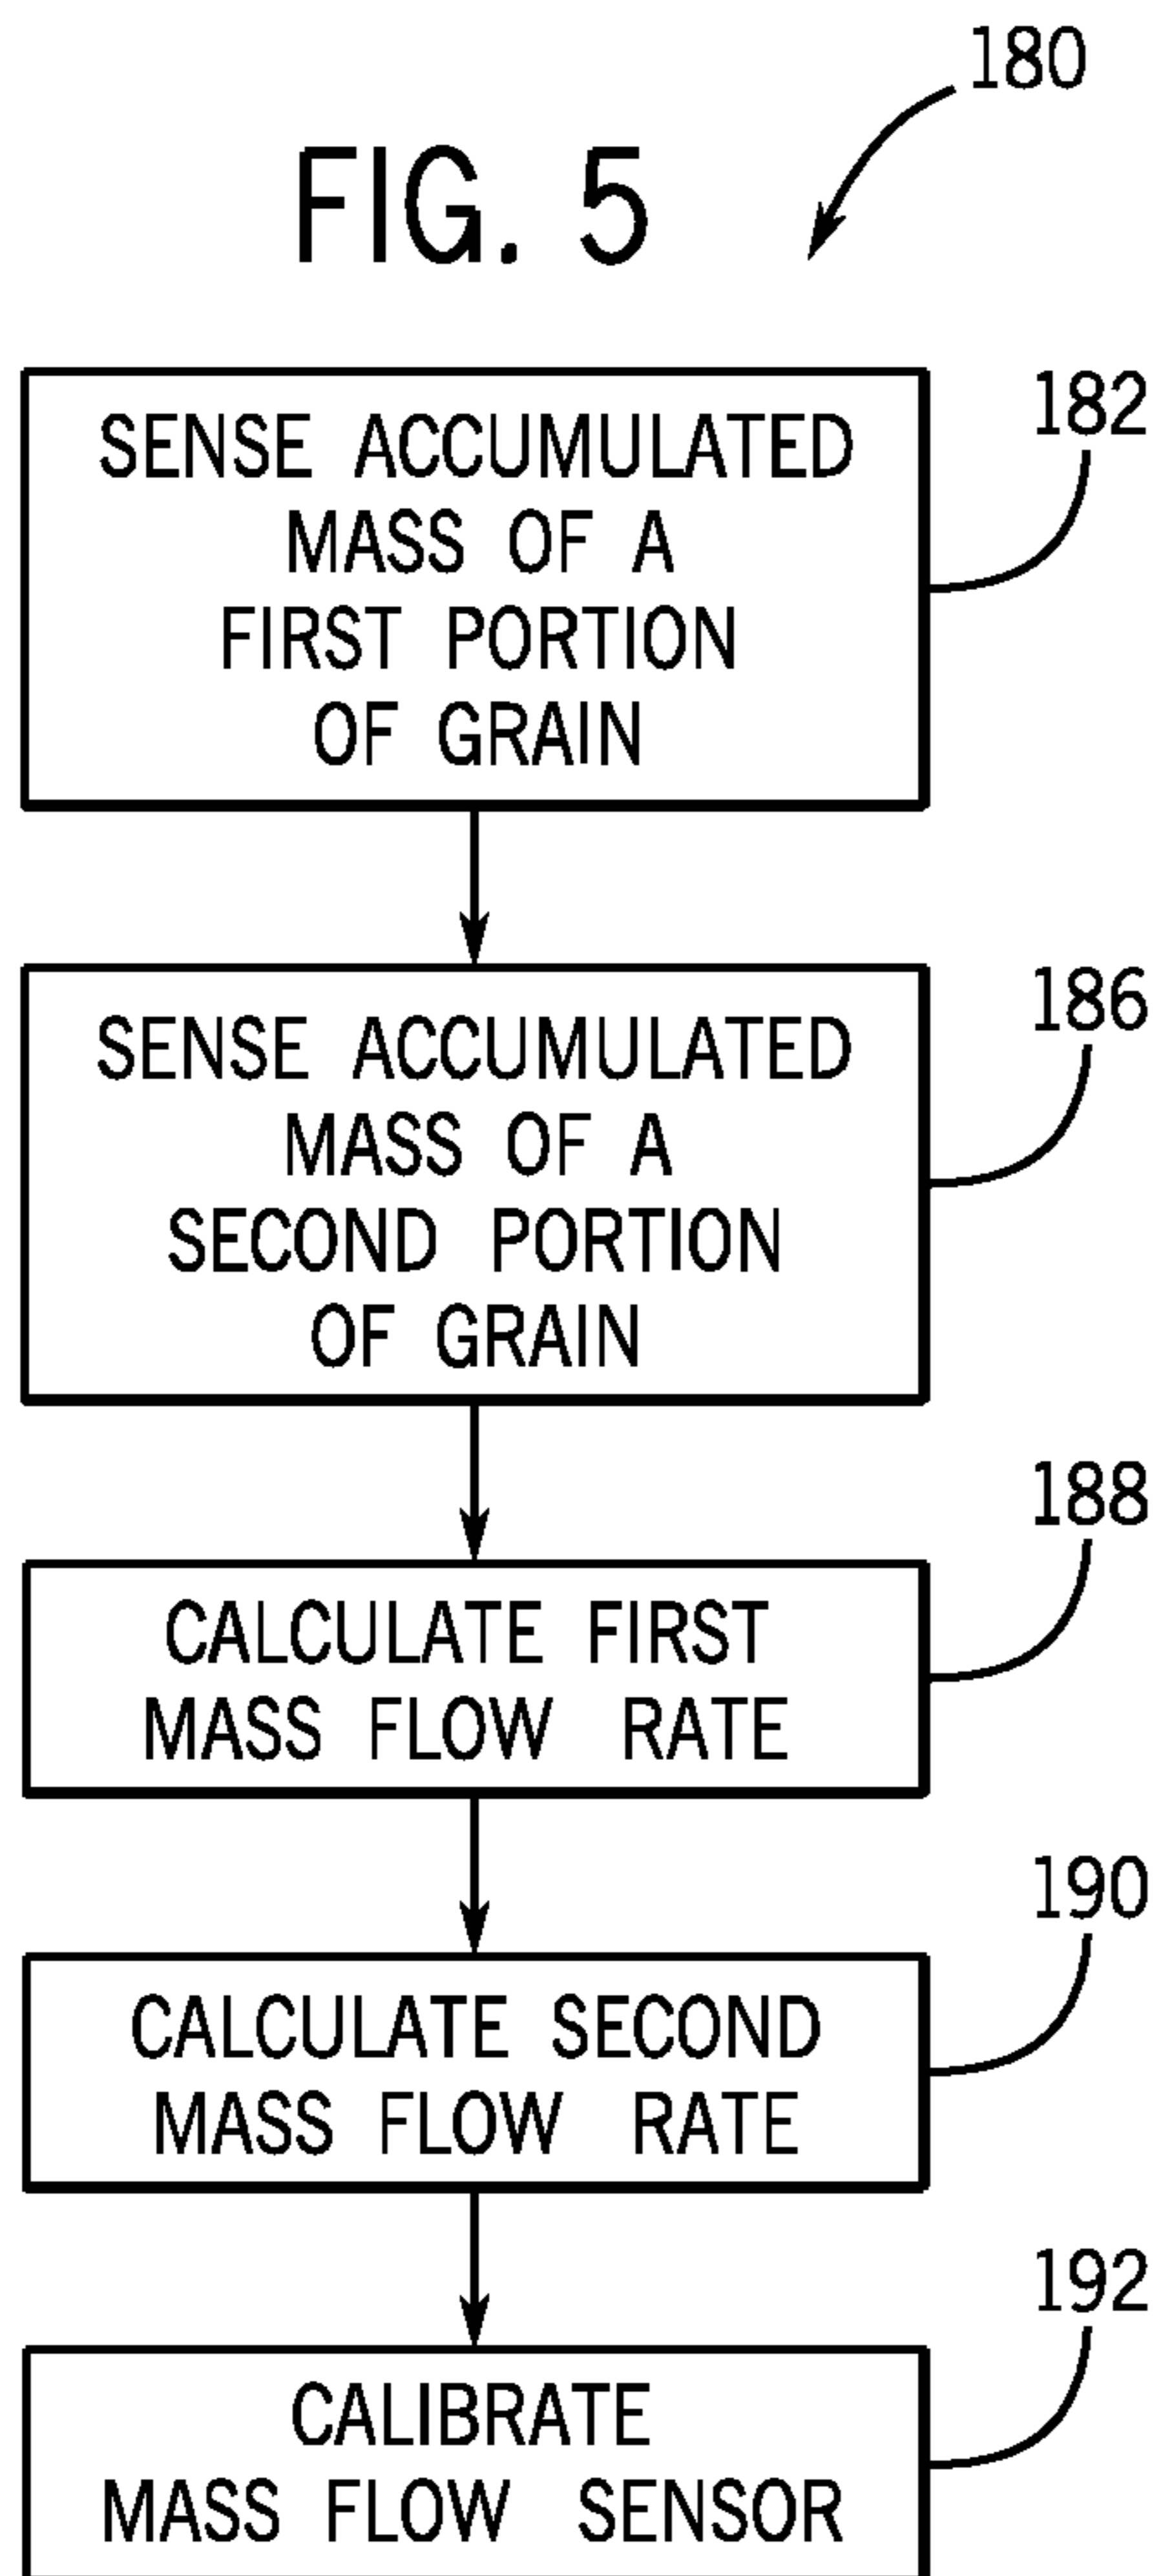 180
FIG. 5
SENSE ACCUMULATED
MASS OF A
FIRST PORTION
OF GRAIN
182
SENSE ACCUMULATED
MASS OF A
SECOND PORTION
OF GRAIN
186
CALCULATE FIRST
MASS FLOW RATE
188
CALCULATE SECOND
MASS FLOW RATE
190
CALIBRATE
MASS FLOW SENSOR
192